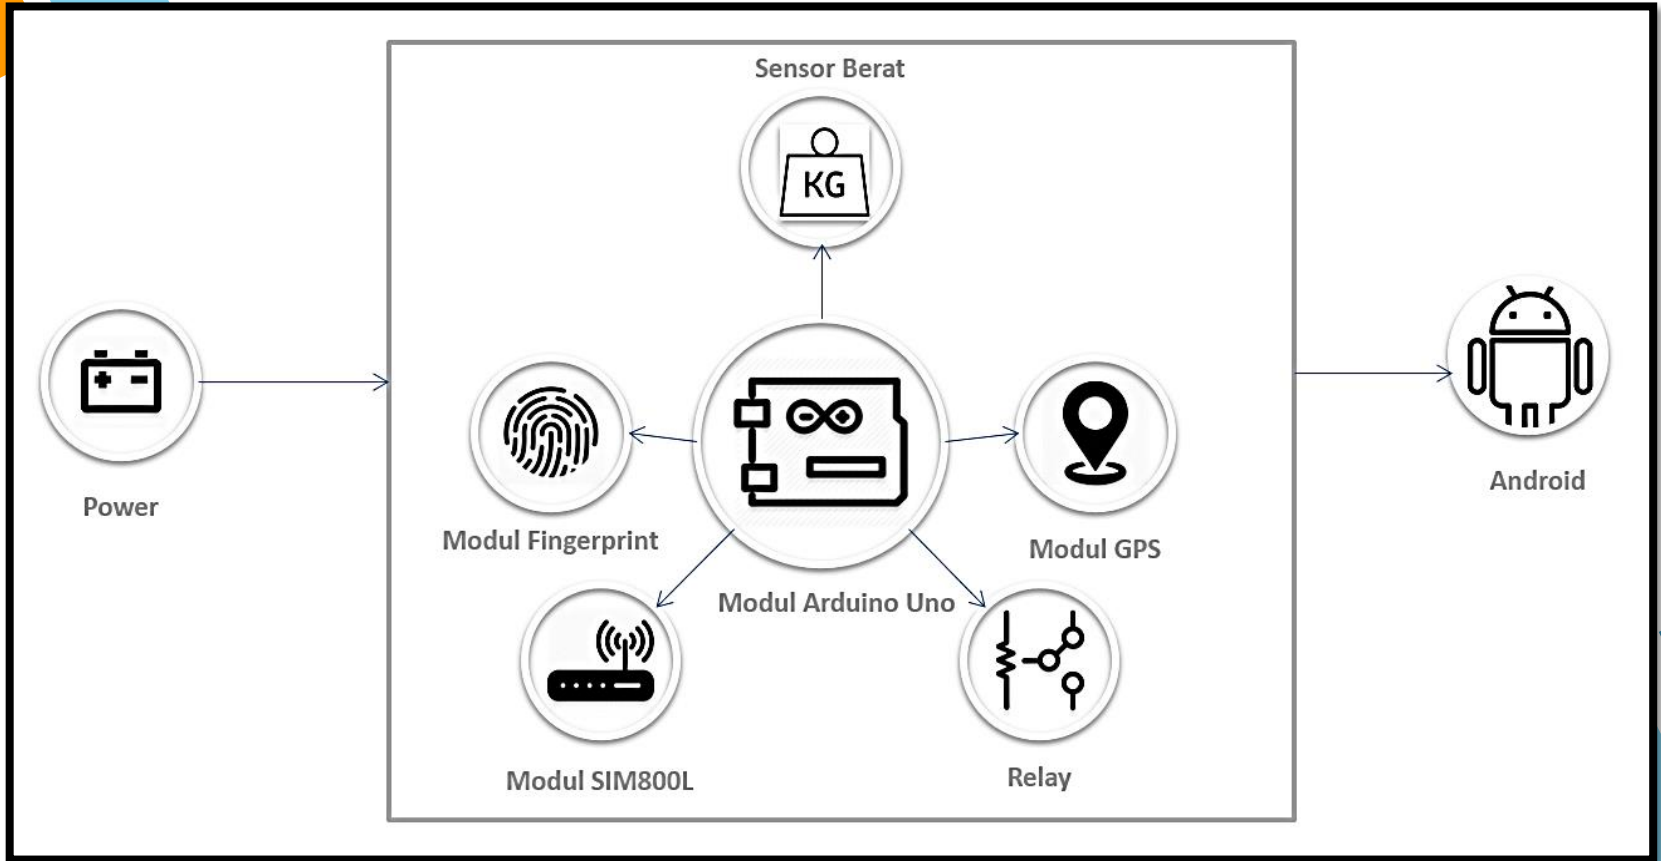 Sensor Berat
KG
Power
Modul Fingerprint
Modul Arduino Uno
Modul GPS
Android
Modul SIM800L
Relay